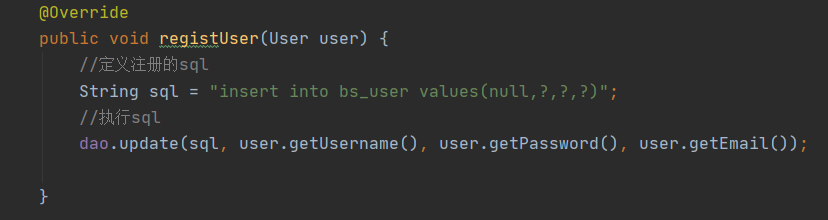 @Override
public void registUser(User user) {
//定义注册的sql
String sql = "insert into bs_user values(null,?,?,?)";
//执行sql
dao.update(sql, user.getUsername(), user.getPassword(), user.getEmail());
}